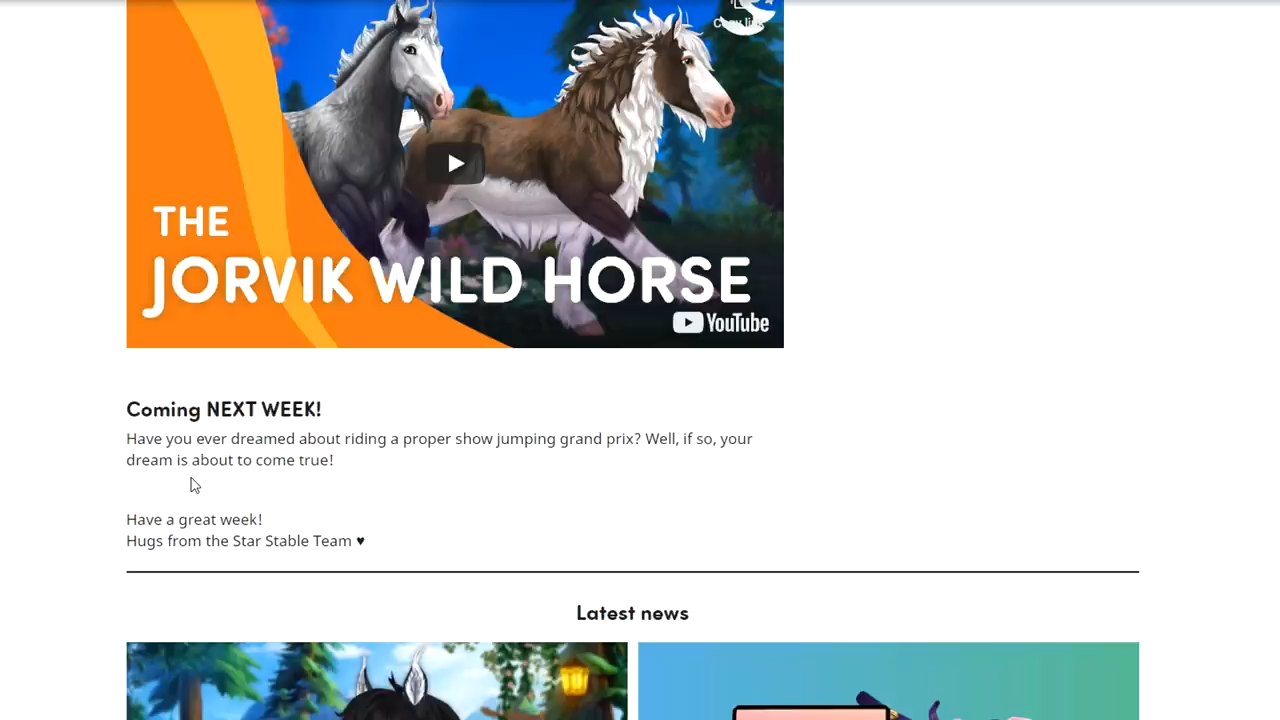 Copy link
THE
JORVIK WILD HORSE
YouTube
Coming NEXT WEEK!
Have you ever dreamed about riding a proper show jumping grand prix? Well, if so, your
dream is about to come true!
Have a great week!
Hugs from the Star Stable Team ♥
Latest news